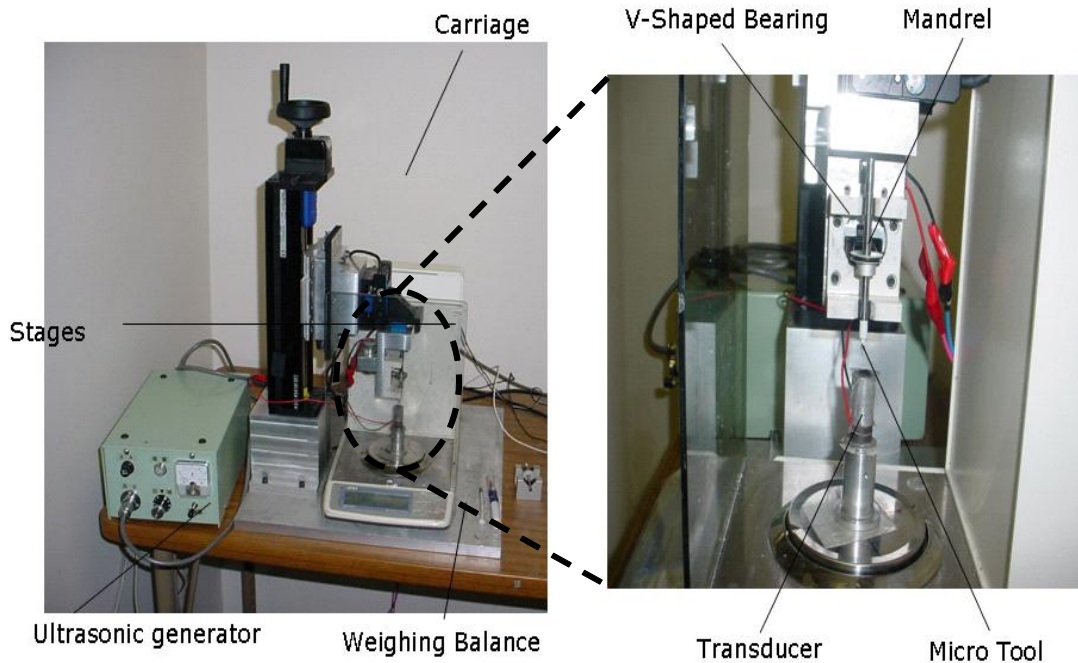 Carriage
V-Shaped Bearing
Mandrel
Stages
Ultrasonic generator
Weighing Balance
Transducer
Micro Tool